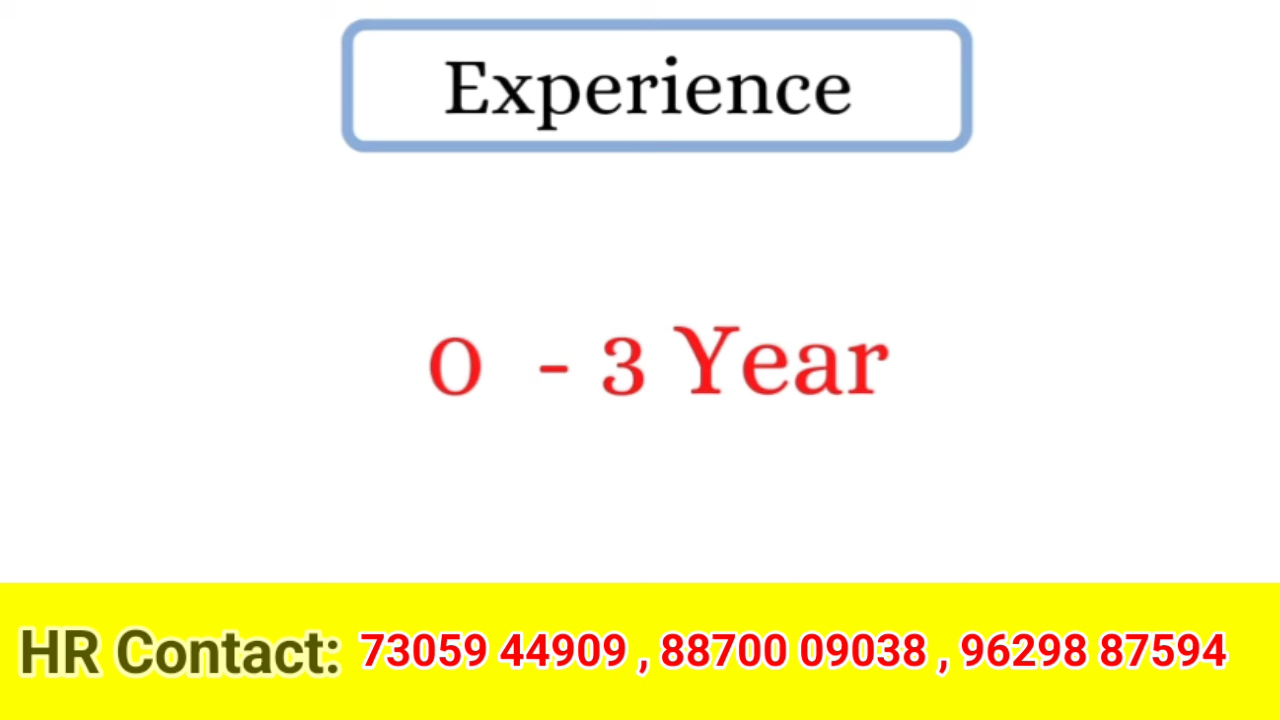 Experience
0 - 3 Year
HR Contact: 73059 44909 , 88700 09038 , 96298 87594